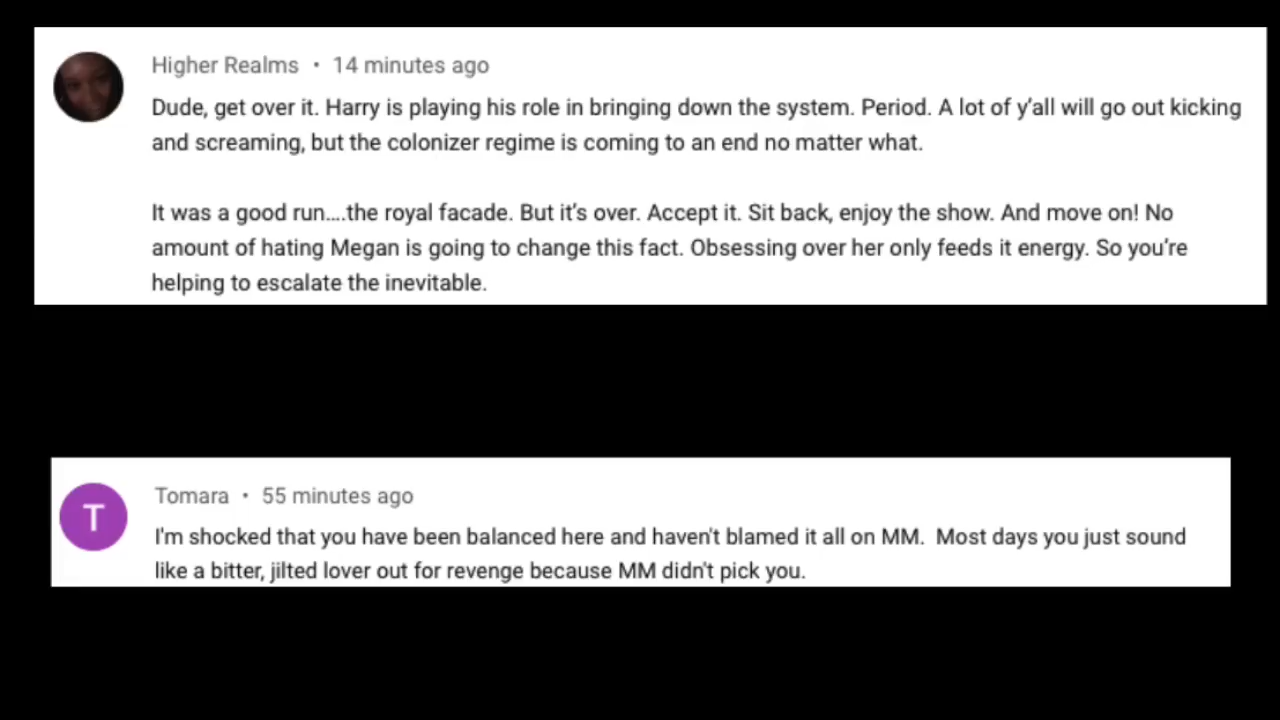 Higher Realms • 14 minutes ago
Dude, get over it. Harry is playing his role in bringing down the system. Period. A lot of y’all will go out kicking
and screaming, but the colonizer regime is coming to an end no matter what.
It was a good run....the royal facade. But it’s over. Accept it. Sit back, enjoy the show. And move on! No
amount of hating Megan is going to change this fact. Obsessing over her only feeds it energy. So you’re
helping to escalate the inevitable.
T
Tomara • 55 minutes ago
I'm shocked that you have been balanced here and haven't blamed it all on MM.  Most days you just sound
like a bitter, jilted lover out for revenge because MM didn't pick you.